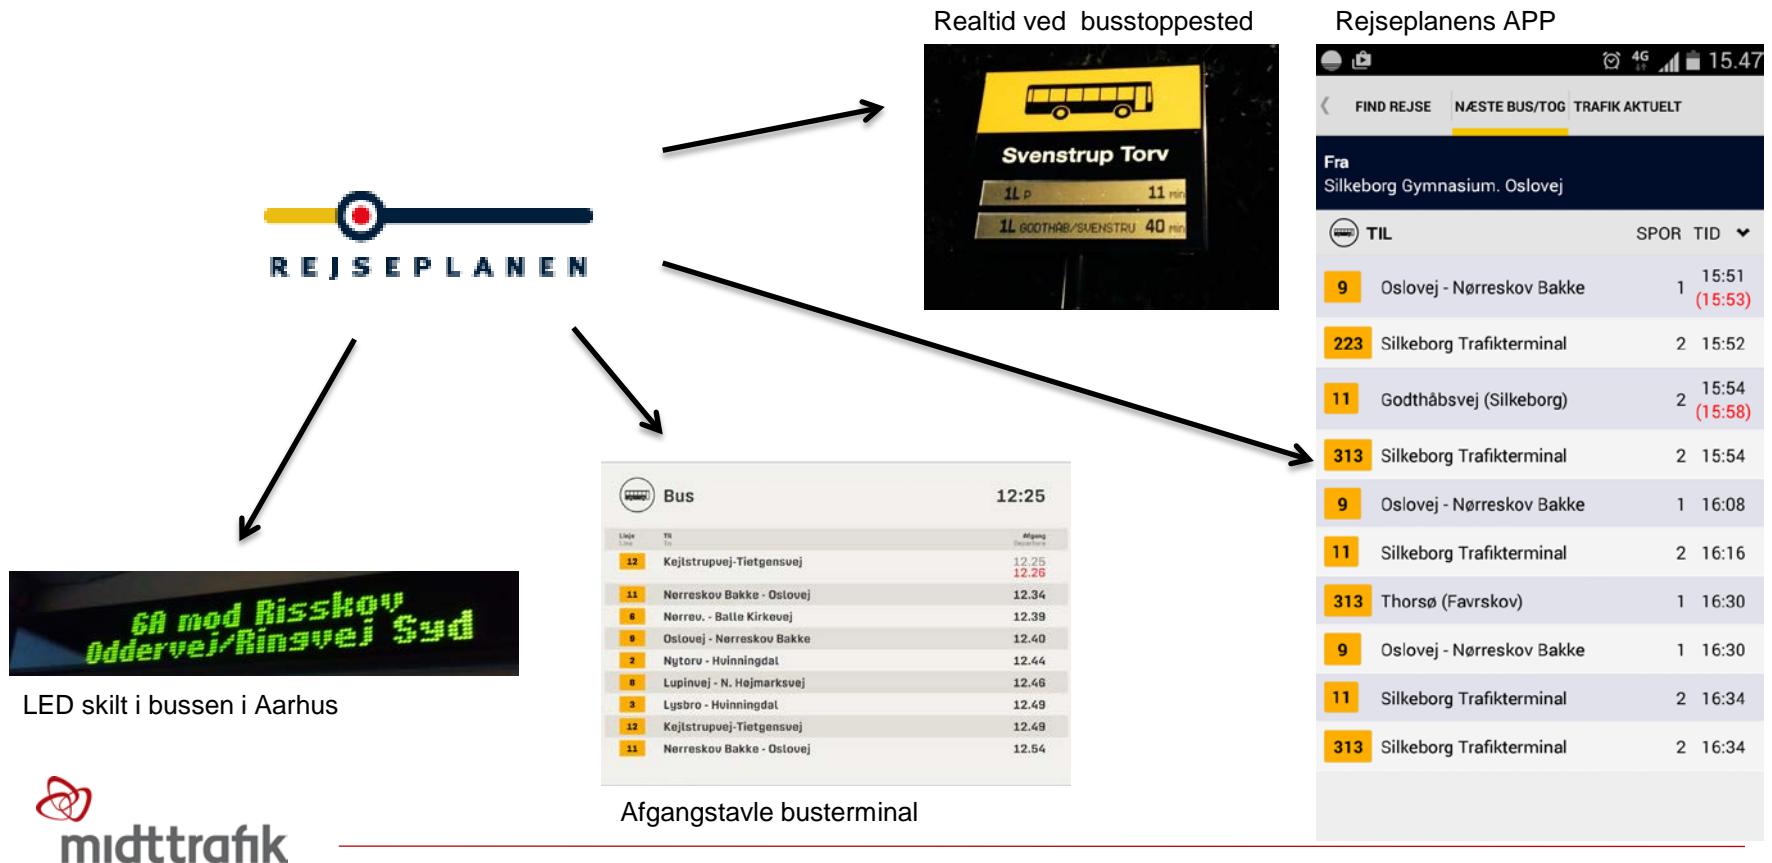 Realtid ved busstoppested
Svenstrup Torv
1L P 11 min
1L GODTHÅB/SVENSTRU 40 min
Rejseplanens APP
4G 15.47
FIND REJSE NÆSTE BUS/TOG TRAFIK AKTUELT
Fra
Silkeborg Gymnasium. Oslovej
TIL SPOR TID
9 Oslovej - Nørreskov Bakke 1 15:51
(15:53)
223 Silkeborg Trafikterminal 2 15:52
11 Godthåbsvej (Silkeborg) 2 15:54
(15:58)
313 Silkeborg Trafikterminal 2 15:54
9 Oslovej - Nørreskov Bakke 1 16:08
11 Silkeborg Trafikterminal 2 16:16
313 Thorsø (Favrskov) 1 16:30
9 Oslovej - Nørreskov Bakke 1 16:30
11 Silkeborg Trafikterminal 2 16:34
313 Silkeborg Trafikterminal 2 16:34
REJSEPLANEN
6A mod Risskov
Oddervej/Ringvej Syd
LED skilt i bussen i Aarhus
Bus 12:25
Linje Til Afgang
Line To Departure
12 Kejlstrupvej-Tietgensvej 12.25
12.26
11 Nørreskov Bakke - Oslovej 12.34
6 Nørrev. - Balle Kirkevej 12.39
9 Oslovej - Nørreskov Bakke 12.40
2 Nytorv - Hvinningdal 12.44
8 Lupinvej - N. Højmarksvej 12.46
3 Lysbro - Hvinningdal 12.49
12 Kejlstrupvej-Tietgensvej 12.49
11 Nørreskov Bakke - Oslovej 12.54
Afgangstavle busterminal
midttrafik